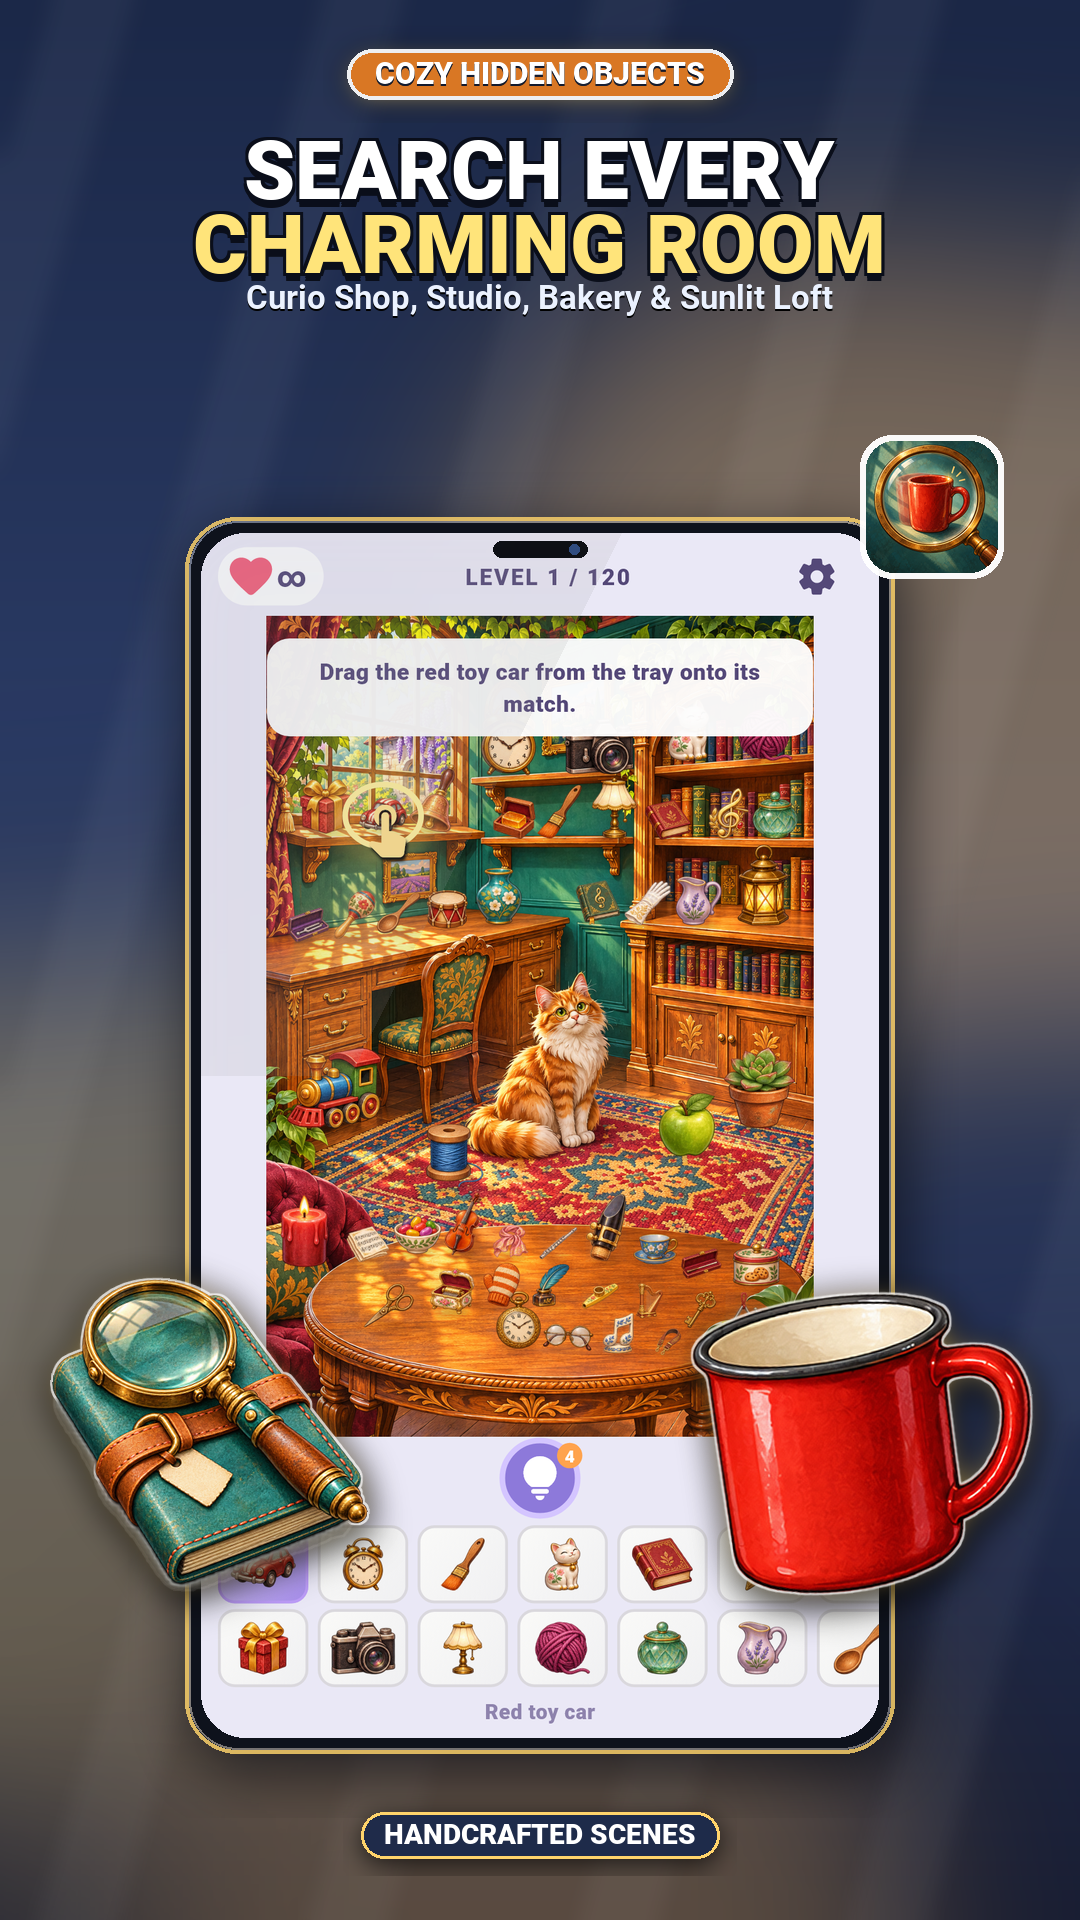 COZY HIDDEN OBJECTS
SEARCH EVERY
CHARMING ROOM
Curio Shop, Studio, Bakery & Sunlit Loft
∞
LEVEL 1 / 120
Drag the red toy car from the tray onto its
match.
4
Red toy car
HANDCRAFTED SCENES